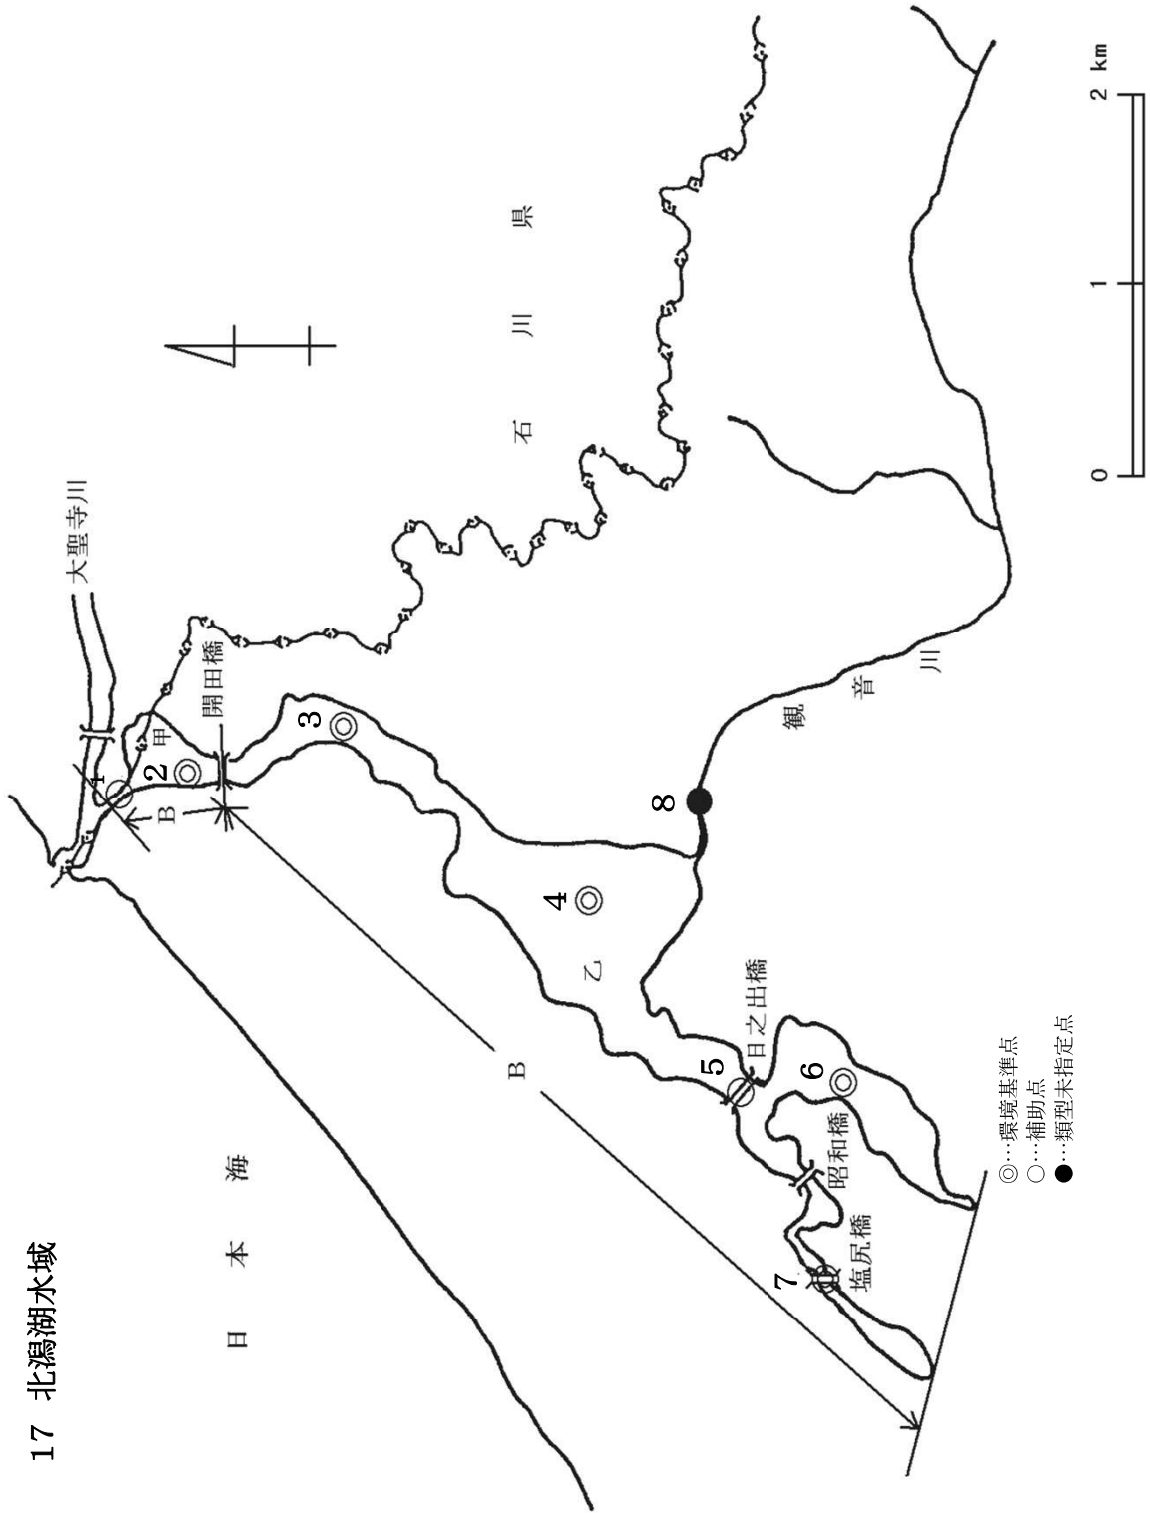 17 北潟湖水域
日本海
大聖寺川
石川県
開田橋
甲
乙
B
B
1
2
3
4
5
6
7
8
観音川
日之出橋
昭和橋
塩尻橋
◎…環境基準点
○…補助点
●…類型未指定点
0 1 2 km